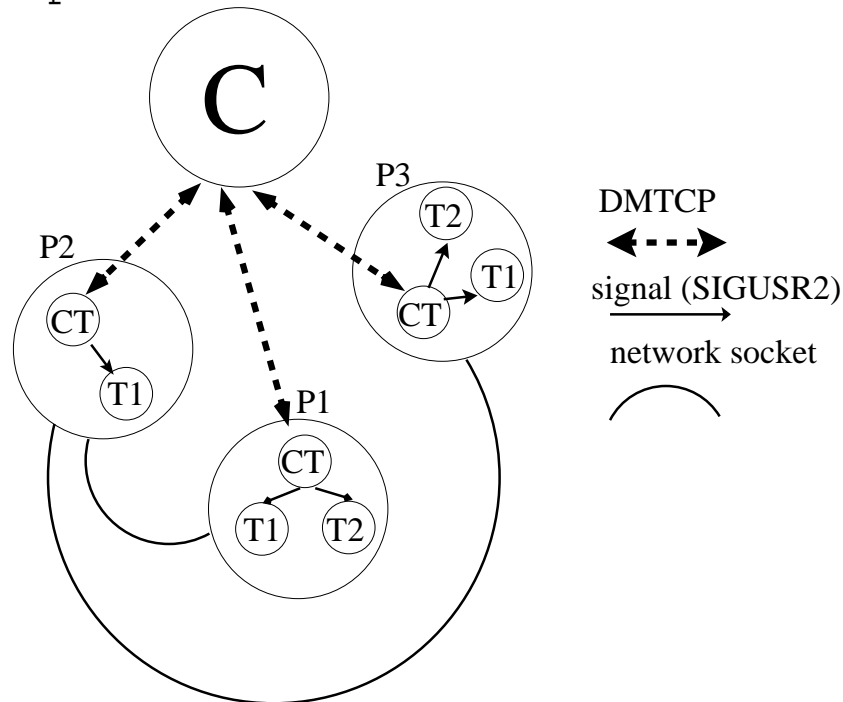 C
P3
T2
T1
CT
P2
CT
T1
P1
CT
T1 T2
DMTCP
signal (SIGUSR2)
network socket